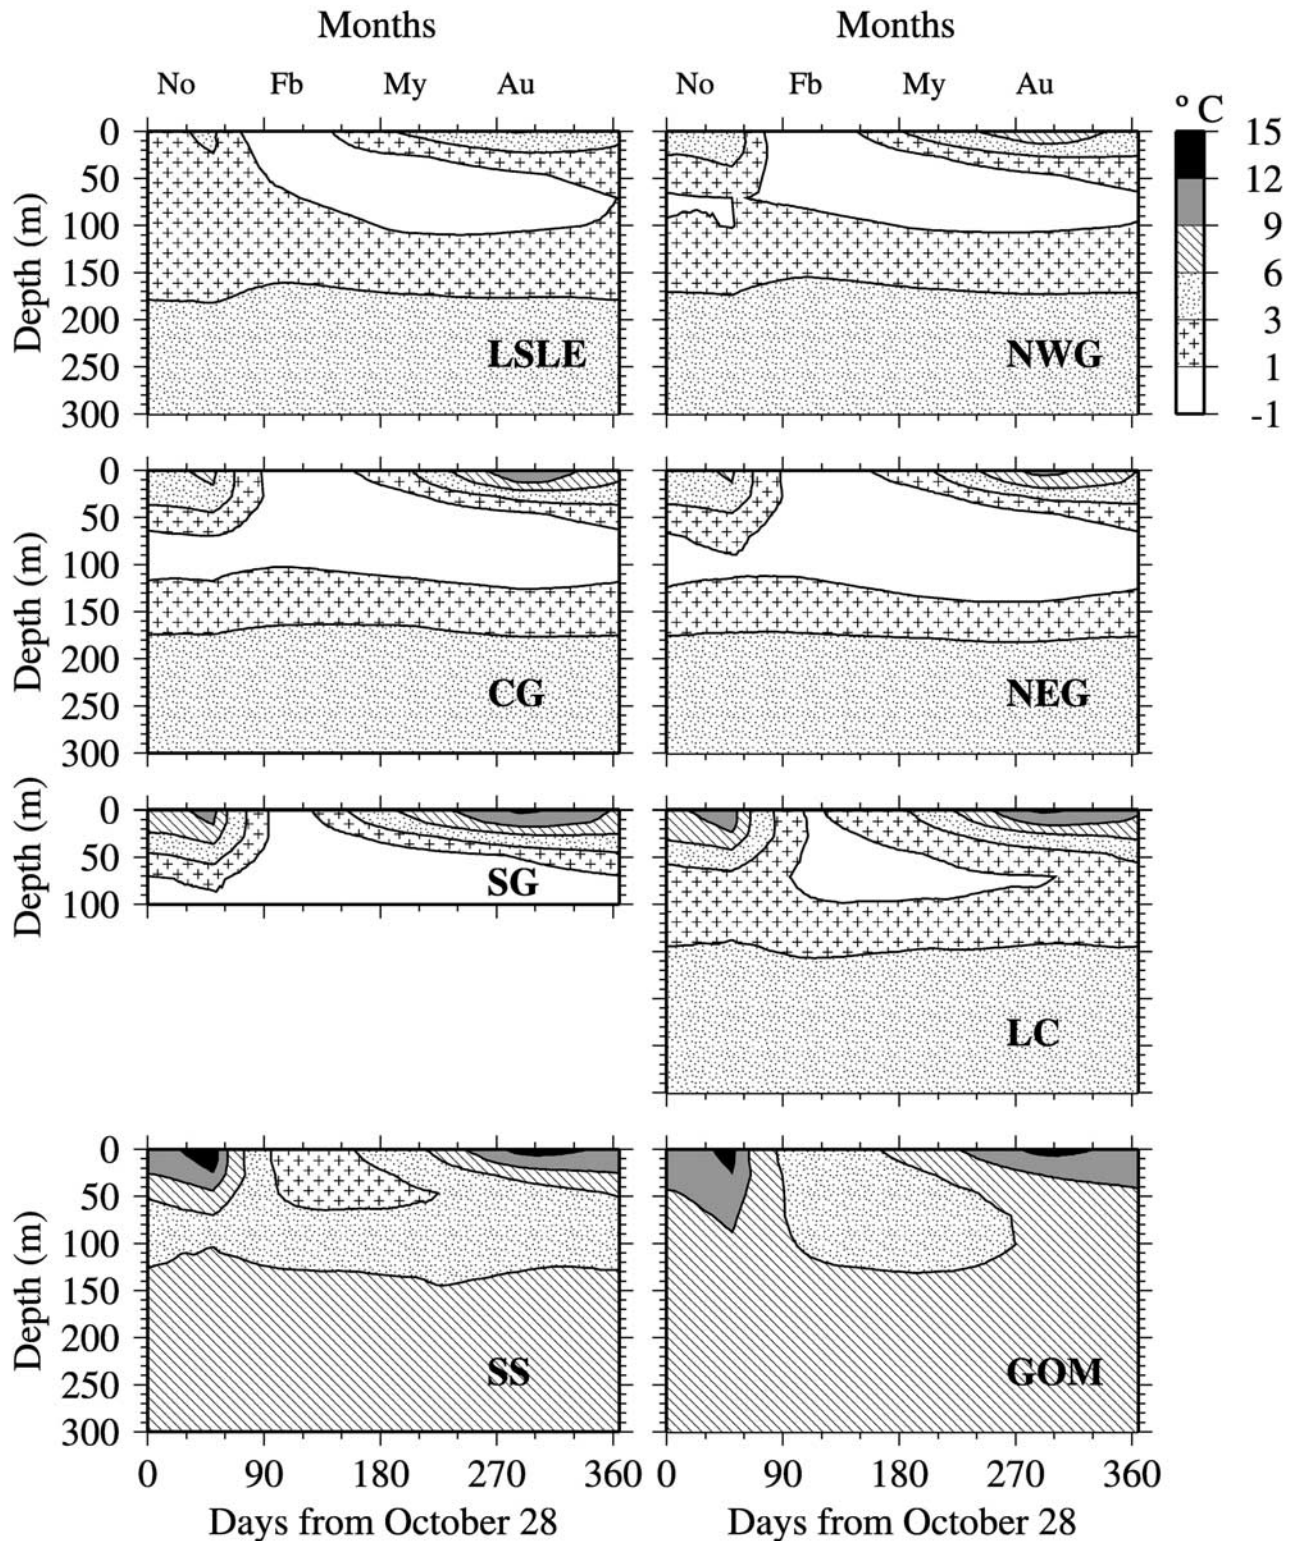 Months Months
No Fb My Au No Fb My Au
º C
0 15
50 12
100 9
150 6
200 3
250 1
300 -1
Depth (m)
LSLE NWG
0
50
100
150
200
250
300
Depth (m)
CG NEG
0
50
100
Depth (m)
SG
LC
0
50
100
150
200
250
300
Depth (m)
SS GOM
0 90 180 270 360 0 90 180 270 360
Days from October 28 Days from October 28